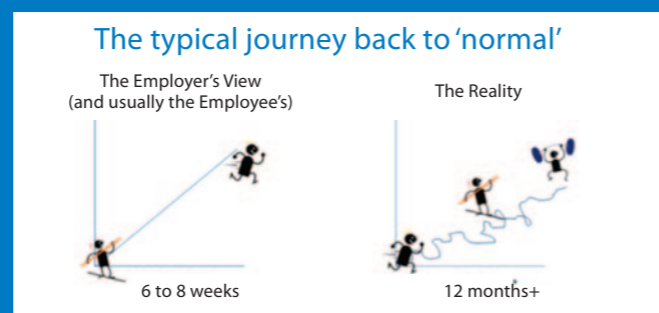 The typical journey back to ‘normal’
The Employer’s View
(and usually the Employee’s)
The Reality
6 to 8 weeks
12 months+